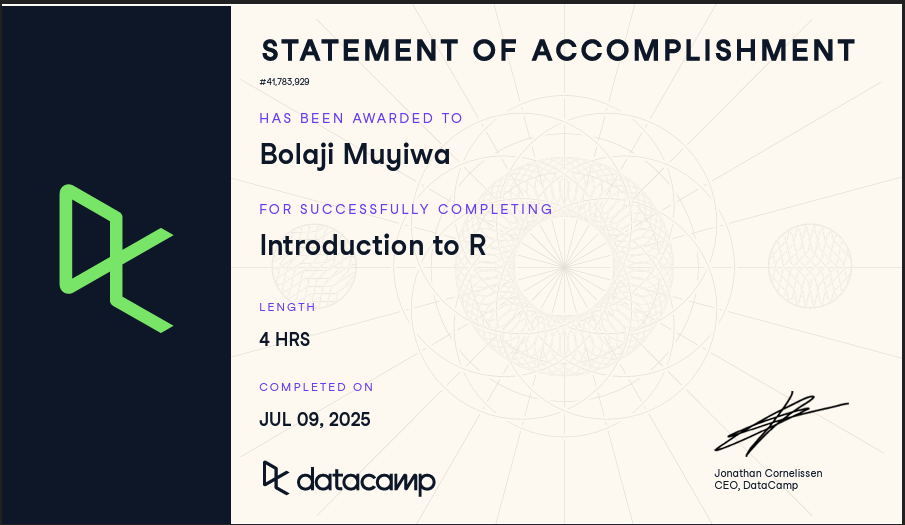 STATEMENT OF ACCOMPLISHMENT
#41,783,929
HAS BEEN AWARDED TO
Bolaji Muyiwa
FOR SUCCESSFULLY COMPLETING
Introduction to R
LENGTH
4 HRS
COMPLETED ON
JUL 09, 2025
datacamp
Jonathan Cornelissen
CEO, DataCamp